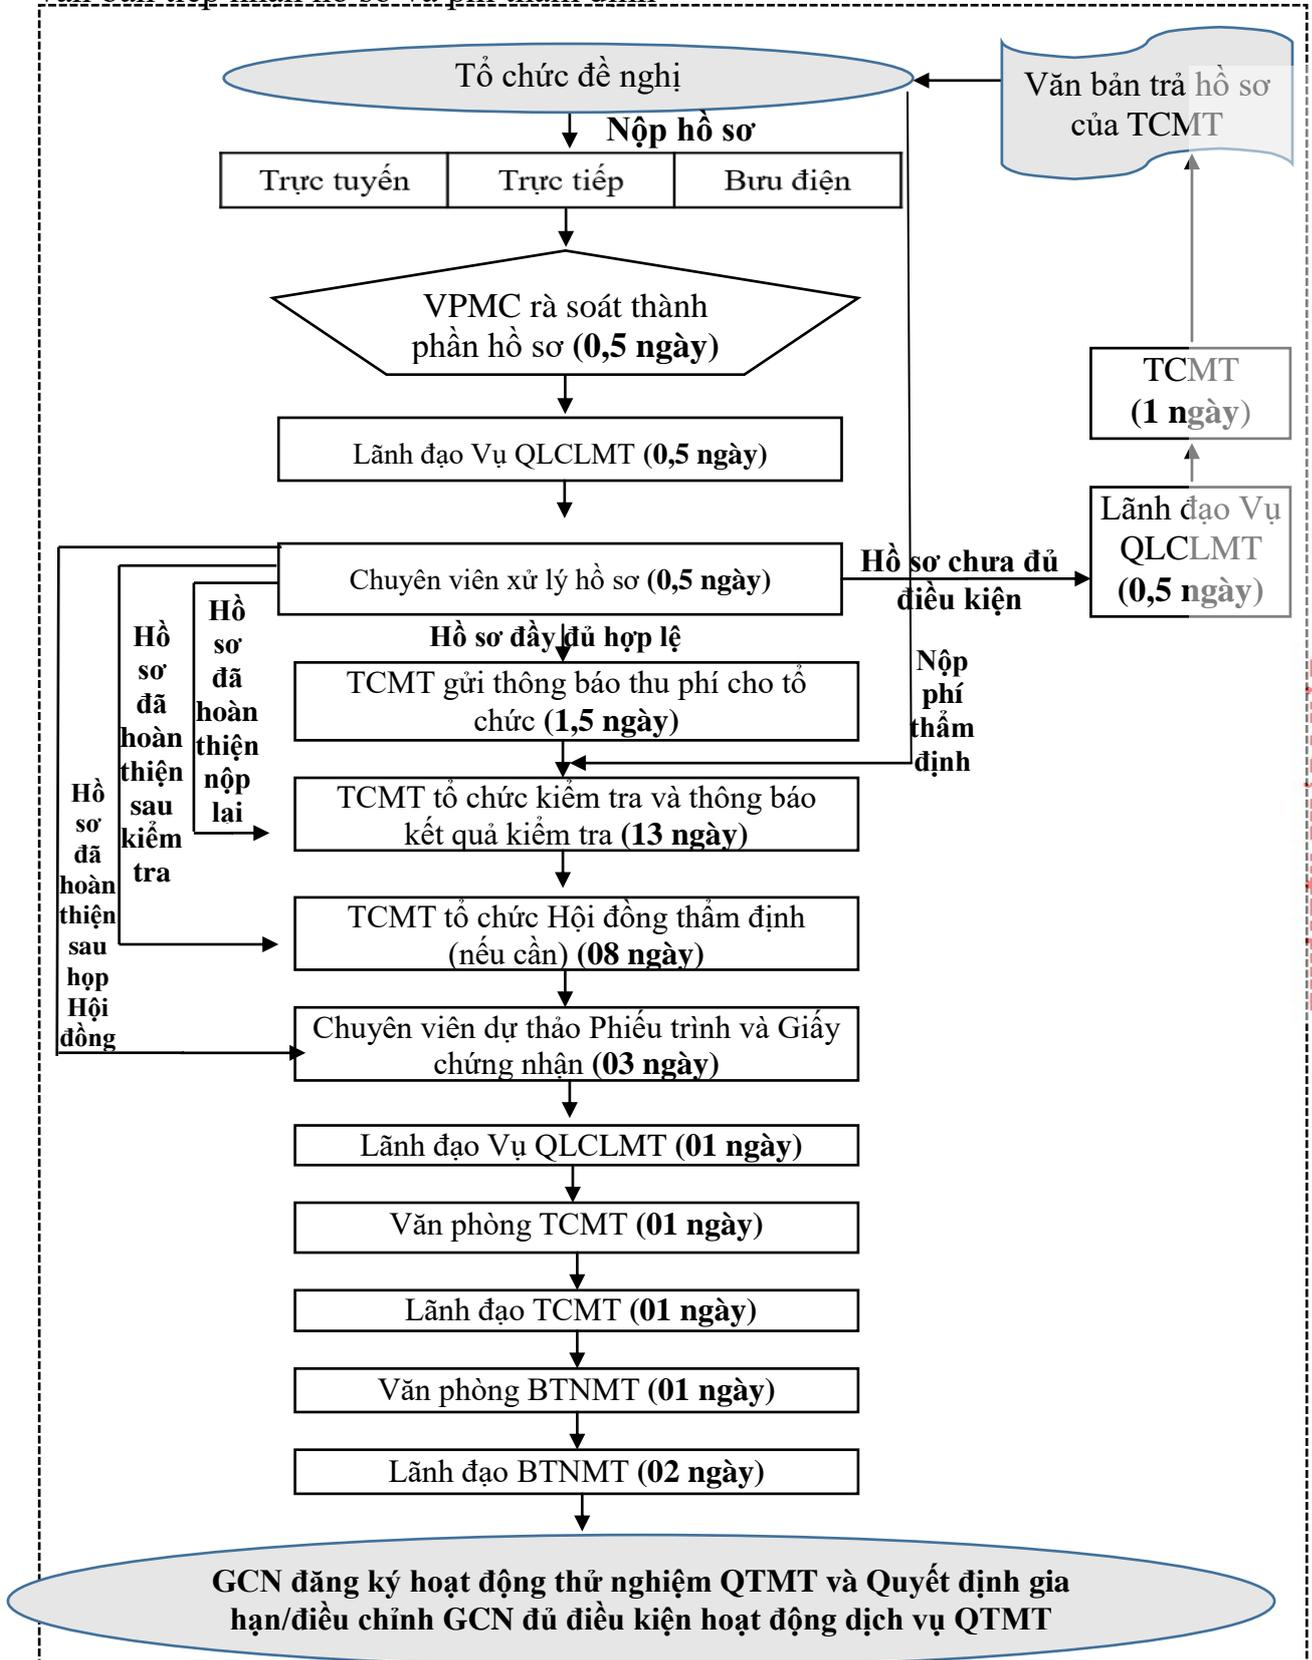 Tổ chức đề nghị
Văn bản trả hồ sơ
của TCMT
Nộp hồ sơ
Trực tuyến
Trực tiếp
Bưu điện
VPMC rà soát thành
phần hồ sơ (0,5 ngày)
TCMT
(1 ngày)
Lãnh đạo Vụ QLCLMT (0,5 ngày)
Lãnh đạo Vụ
QLCLMT
(0,5 ngày)
Chuyên viên xử lý hồ sơ (0,5 ngày)
Hồ sơ chưa đủ
điều kiện
Hồ sơ đầy đủ hợp lệ
Hồ
sơ
đã
hoàn
thiện
nộp
lai
Hồ
sơ
đã
hoàn
thiện
sau
kiểm
tra
Hồ
sơ
đã
hoàn
thiện
sau
họp
Hội
đồng
TCMT gửi thông báo thu phí cho tổ
chức (1,5 ngày)
Nộp
phí
thẩm
định
TCMT tổ chức kiểm tra và thông báo
kết quả kiểm tra (13 ngày)
TCMT tổ chức Hội đồng thẩm định
(nếu cần) (08 ngày)
Chuyên viên dự thảo Phiếu trình và Giấy
chứng nhận (03 ngày)
Lãnh đạo Vụ QLCLMT (01 ngày)
Văn phòng TCMT (01 ngày)
Lãnh đạo TCMT (01 ngày)
Văn phòng BTNMT (01 ngày)
Lãnh đạo BTNMT (02 ngày)
GCN đăng ký hoạt động thử nghiệm QTMT và Quyết định gia
hạn/điều chỉnh GCN đủ điều kiện hoạt động dịch vụ QTMT